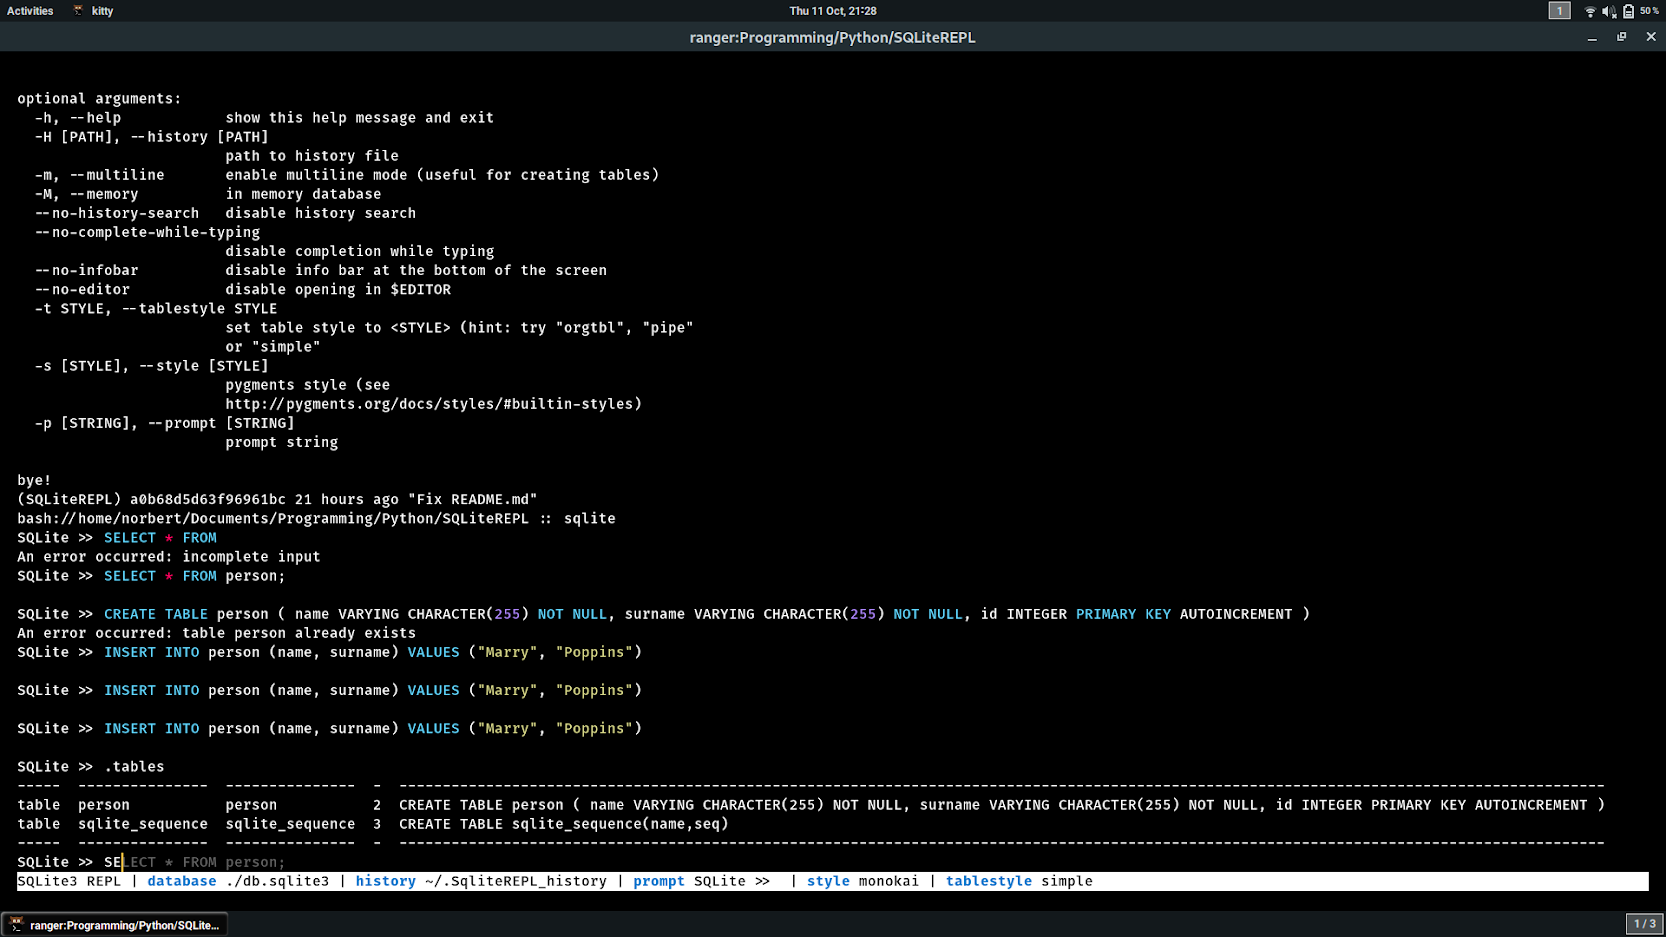 Activities kitty Thu 11 Oct, 21:28 1 50 %
ranger:Programming/Python/SQLiteREPL
optional arguments:
-h, --help show this help message and exit
-H [PATH], --history [PATH]
path to history file
-m, --multiline enable multiline mode (useful for creating tables)
-M, --memory in memory database
--no-history-search disable history search
--no-complete-while-typing
disable completion while typing
--no-infobar disable info bar at the bottom of the screen
--no-editor disable opening in $EDITOR
-t STYLE, --tablestyle STYLE
set table style to <STYLE> (hint: try "orgtbl", "pipe"
or "simple"
-s [STYLE], --style [STYLE]
pygments style (see
http://pygments.org/docs/styles/#builtin-styles)
-p [STRING], --prompt [STRING]
prompt string
bye!
(SQLiteREPL) a0b68d5d63f96961bc 21 hours ago "Fix README.md"
bash://home/norbert/Documents/Programming/Python/SQLiteREPL :: sqlite
SQLite >> SELECT * FROM
An error occurred: incomplete input
SQLite >> SELECT * FROM person;
SQLite >> CREATE TABLE person ( name VARYING CHARACTER(255) NOT NULL, surname VARYING CHARACTER(255) NOT NULL, id INTEGER PRIMARY KEY AUTOINCREMENT )
An error occurred: table person already exists
SQLite >> INSERT INTO person (name, surname) VALUES ("Marry", "Poppins")
SQLite >> INSERT INTO person (name, surname) VALUES ("Marry", "Poppins")
SQLite >> INSERT INTO person (name, surname) VALUES ("Marry", "Poppins")
SQLite >> .tables
----- --------------- --------------- - -------------------------------------------------------------------------------------------------------------------------------------------
table person person 2 CREATE TABLE person ( name VARYING CHARACTER(255) NOT NULL, surname VARYING CHARACTER(255) NOT NULL, id INTEGER PRIMARY KEY AUTOINCREMENT )
table sqlite_sequence sqlite_sequence 3 CREATE TABLE sqlite_sequence(name,seq)
----- --------------- --------------- - -------------------------------------------------------------------------------------------------------------------------------------------
SQLite >> SELECT * FROM person;
SQLite3 REPL | database ./db.sqlite3 | history ~/.SqliteREPL_history | prompt SQLite >> | style monokai | tablestyle simple
ranger:Programming/Python/SQLite... 1 / 3